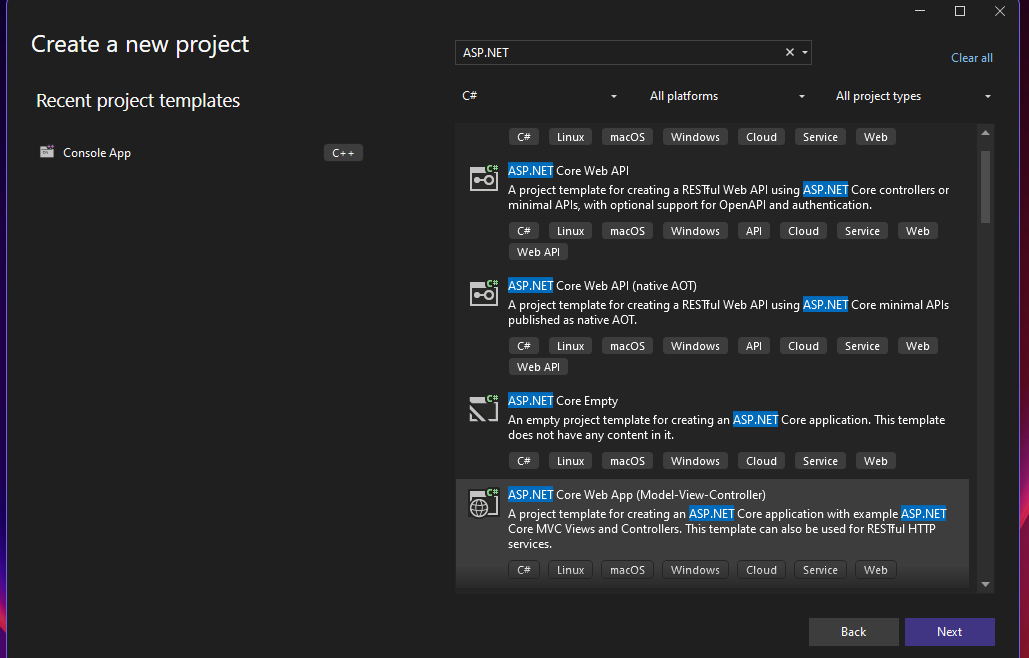 Create a new project
ASP.NET
Clear all
Recent project templates
C#
All platforms
All project types
Console App
C++
C# Linux macOS Windows Cloud Service Web
ASP.NET Core Web API
A project template for creating a RESTful Web API using ASP.NET Core controllers or
minimal APIs, with optional support for OpenAPI and authentication.
C# Linux macOS Windows API Cloud Service Web
Web API
ASP.NET Core Web API (native AOT)
A project template for creating a RESTful Web API using ASP.NET Core minimal APIs
published as native AOT.
C# Linux macOS Windows API Cloud Service Web
Web API
ASP.NET Core Empty
An empty project template for creating an ASP.NET Core application. This template
does not have any content in it.
C# Linux macOS Windows Cloud Service Web
ASP.NET Core Web App (Model-View-Controller)
A project template for creating an ASP.NET Core application with example ASP.NET
Core MVC Views and Controllers. This template can also be used for RESTful HTTP
services.
C# Linux macOS Windows Cloud Service Web
Back
Next